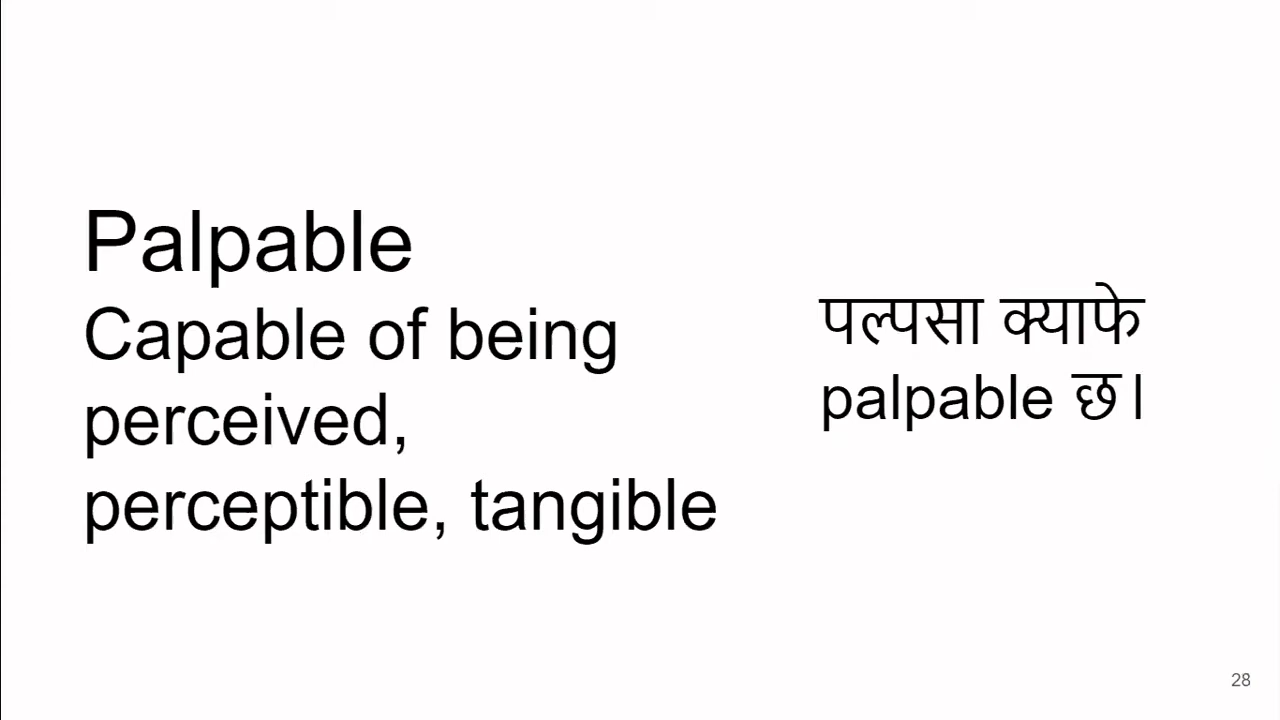 Palpable
Capable of being
perceived,
perceptible, tangible
पल्पसा क्याफे
palpable छ।
28